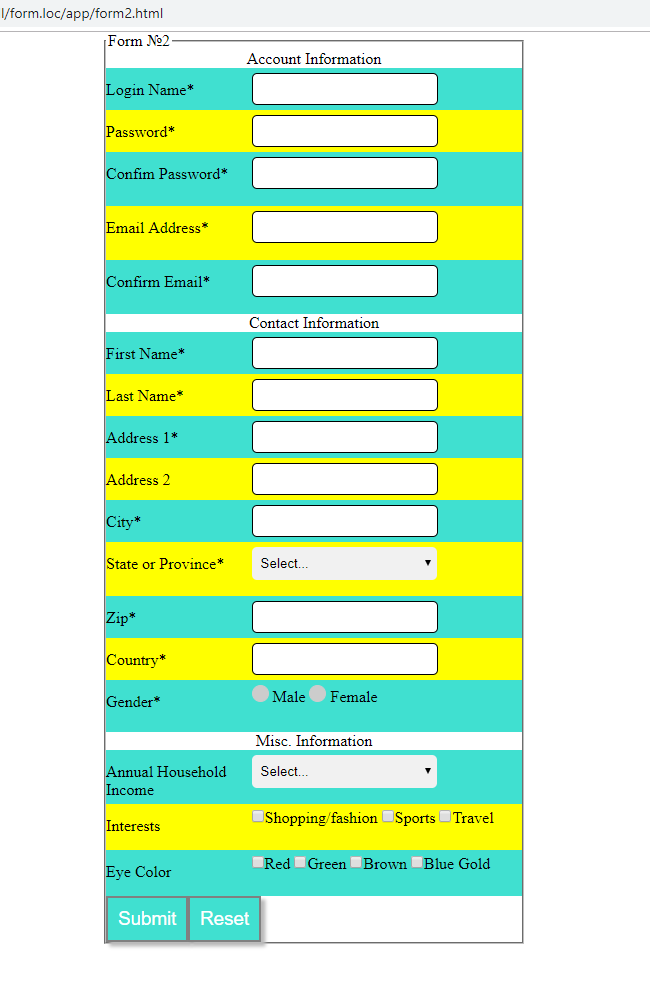 l/form.loc/app/form2.html
Form №2
Account Information
Login Name*
Password*
Confim Password*
Email Address*
Confirm Email*
Contact Information
First Name*
Last Name*
Address 1*
Address 2
City*
State or Province* Select...
Zip*
Country*
Gender* Male Female
Misc. Information
Annual Household Income Select...
Interests Shopping/fashion Sports Travel
Eye Color Red Green Brown Blue Gold
Submit Reset